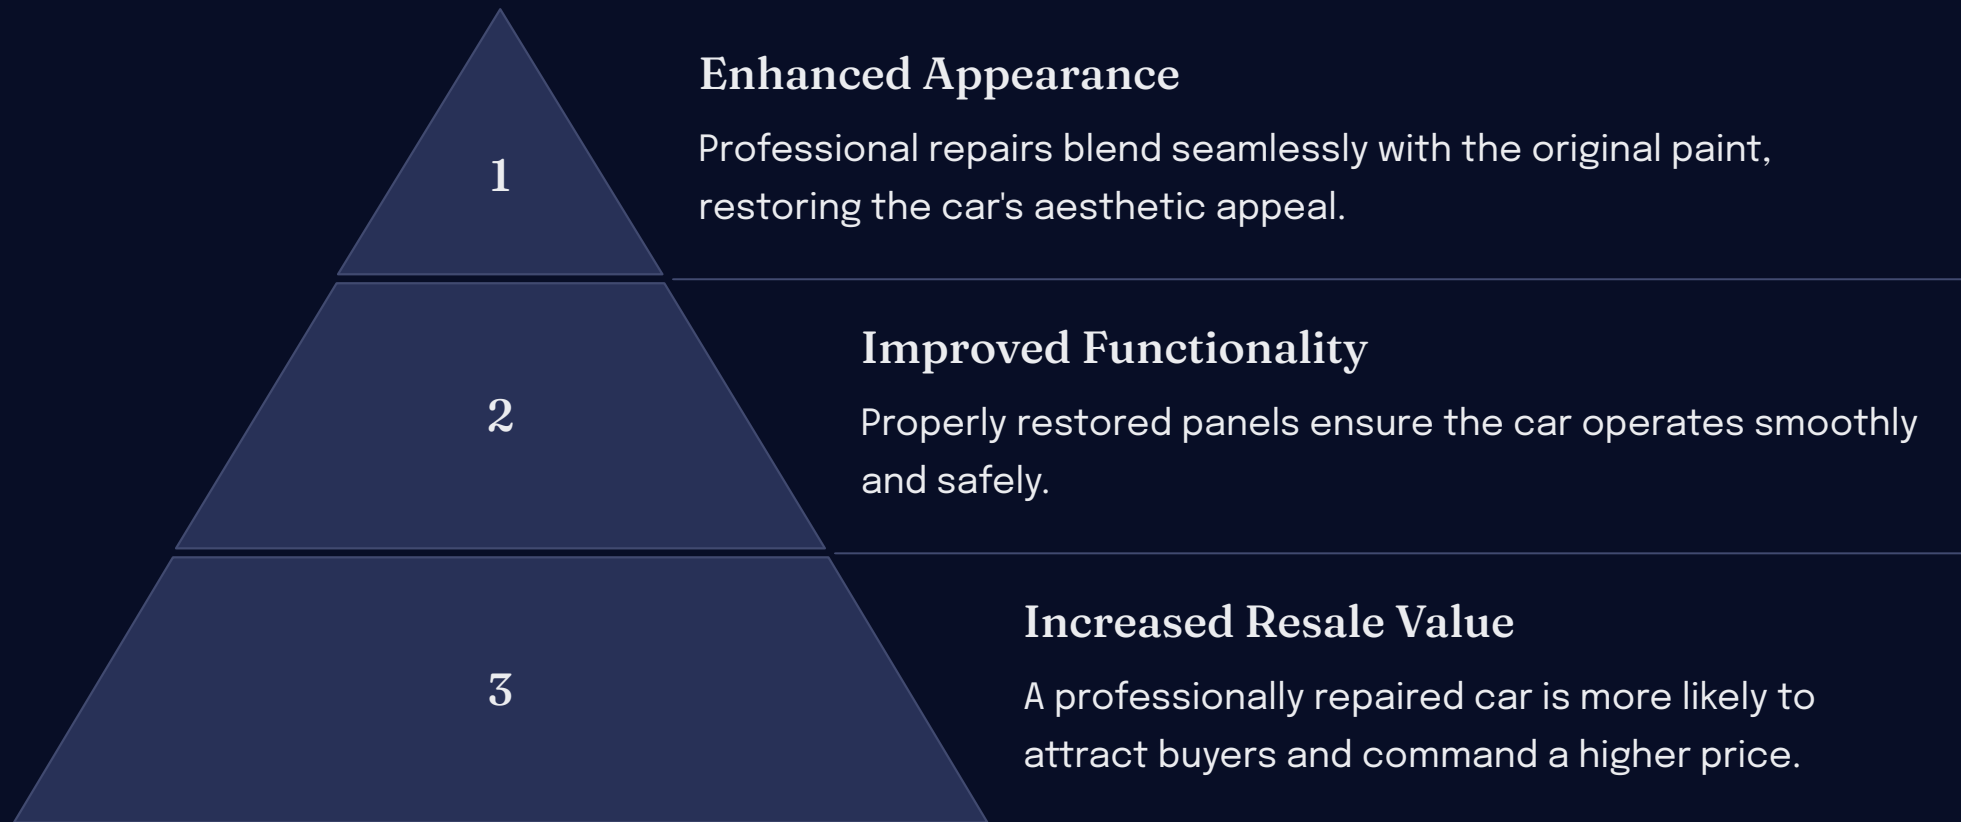 1
Enhanced Appearance
Professional repairs blend seamlessly with the original paint,
restoring the car's aesthetic appeal.
2
Improved Functionality
Properly restored panels ensure the car operates smoothly
and safely.
3
Increased Resale Value
A professionally repaired car is more likely to
attract buyers and command a higher price.